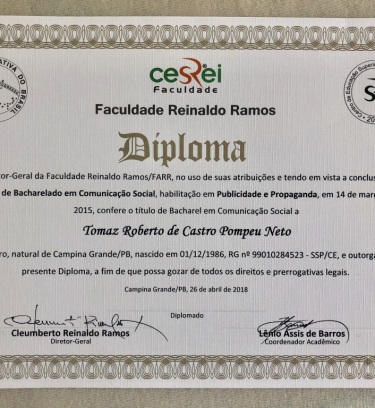 cesrei
Faculdade
Faculdade Reinaldo Ramos
Diploma
tor-Geral da Faculdade Reinaldo Ramos/FARR, no uso de suas atribuições e tendo em vista a conclus
de Bacharelado em Comunicação Social, habilitação em Publicidade e Propaganda, em 14 de mar
2015, confere o título de Bacharel em Comunicação Social a
Tomaz Roberto de Castro Pompeu Neto
ro, natural de Campina Grande/PB, nascido em 01/12/1986, RG nº 99010284523 - SSP/CE, e outorga
presente Diploma, a fim de que possa gozar de todos os direitos e prerrogativas legais.
Campina Grande/PB, 26 de abril de 2018
Diplomado
Cleumberto Reinaldo Ramos
Diretor-Geral
Lênio Assis de Barros
Coordenador Acadêmico